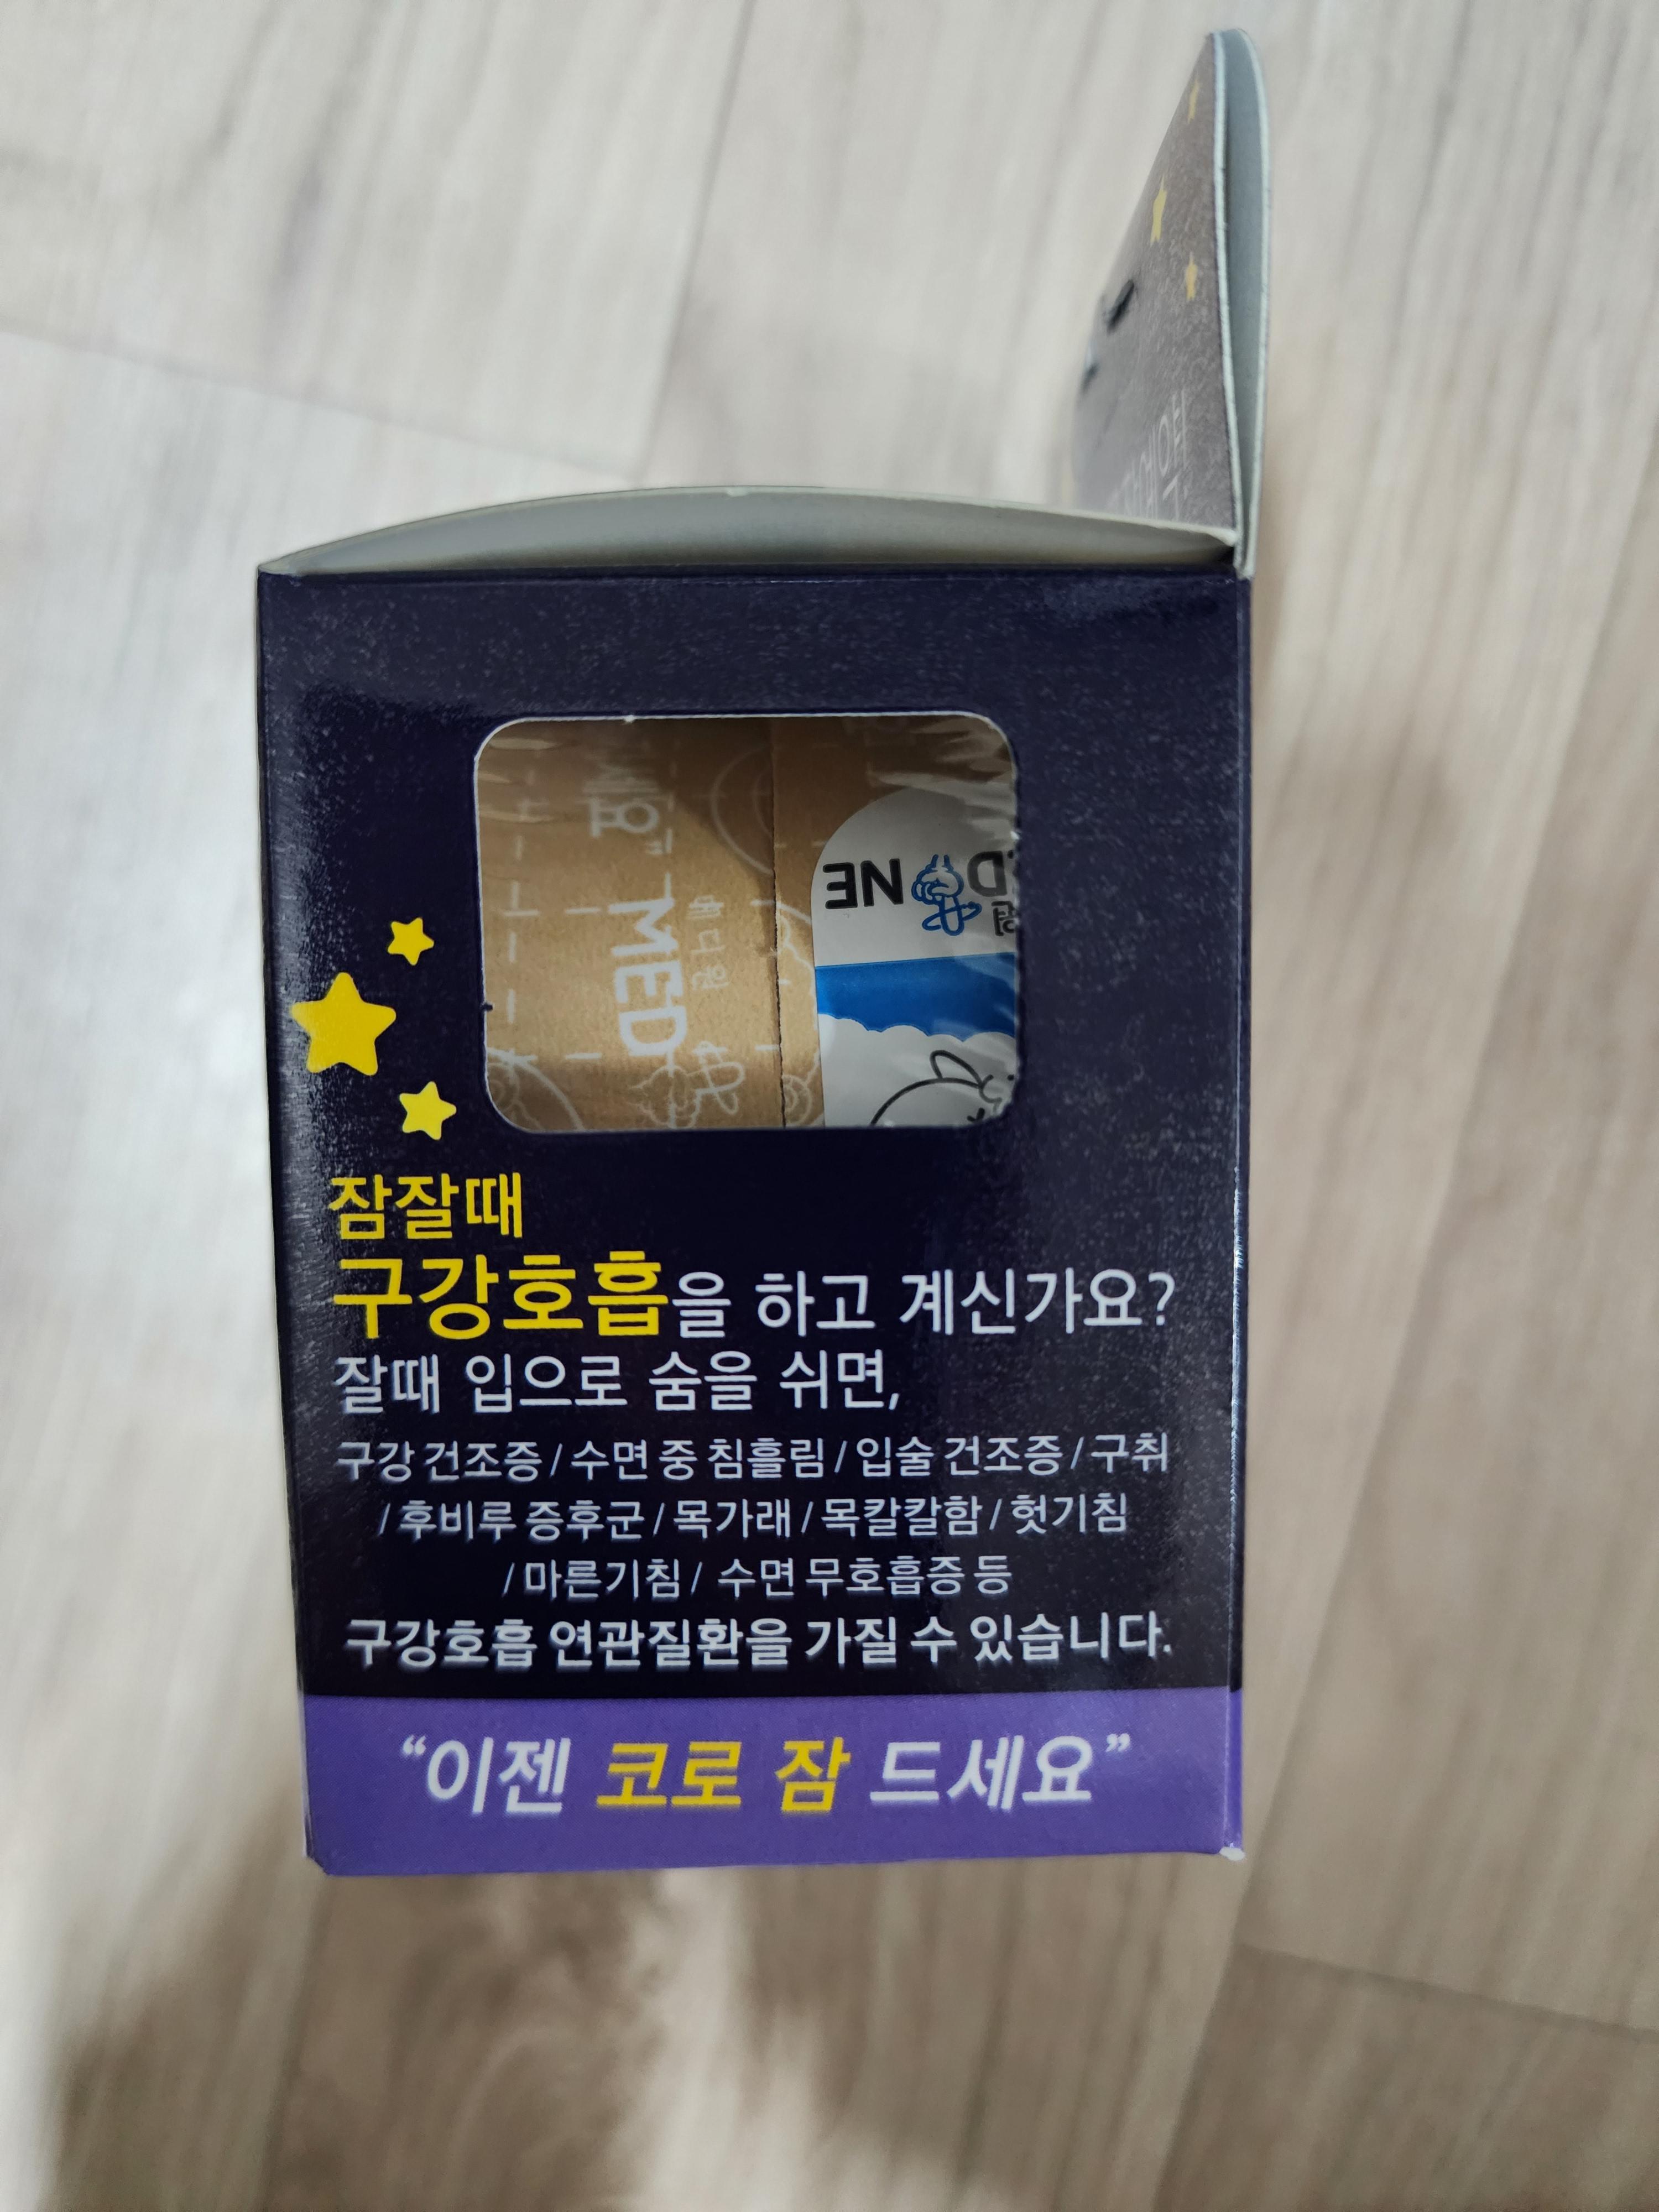 메디원
MED
NE
잠잘때
구강호흡을 하고 계신가요?
잘때 입으로 숨을 쉬면,
구강 건조증 / 수면 중 침흘림 / 입술 건조증 / 구취
/ 후비루 증후군 / 목가래 / 목칼칼함 / 헛기침
/ 마른기침 / 수면 무호흡증 등
구강호흡 연관질환을 가질 수 있습니다.
“이젠 코로 잠 드세요”